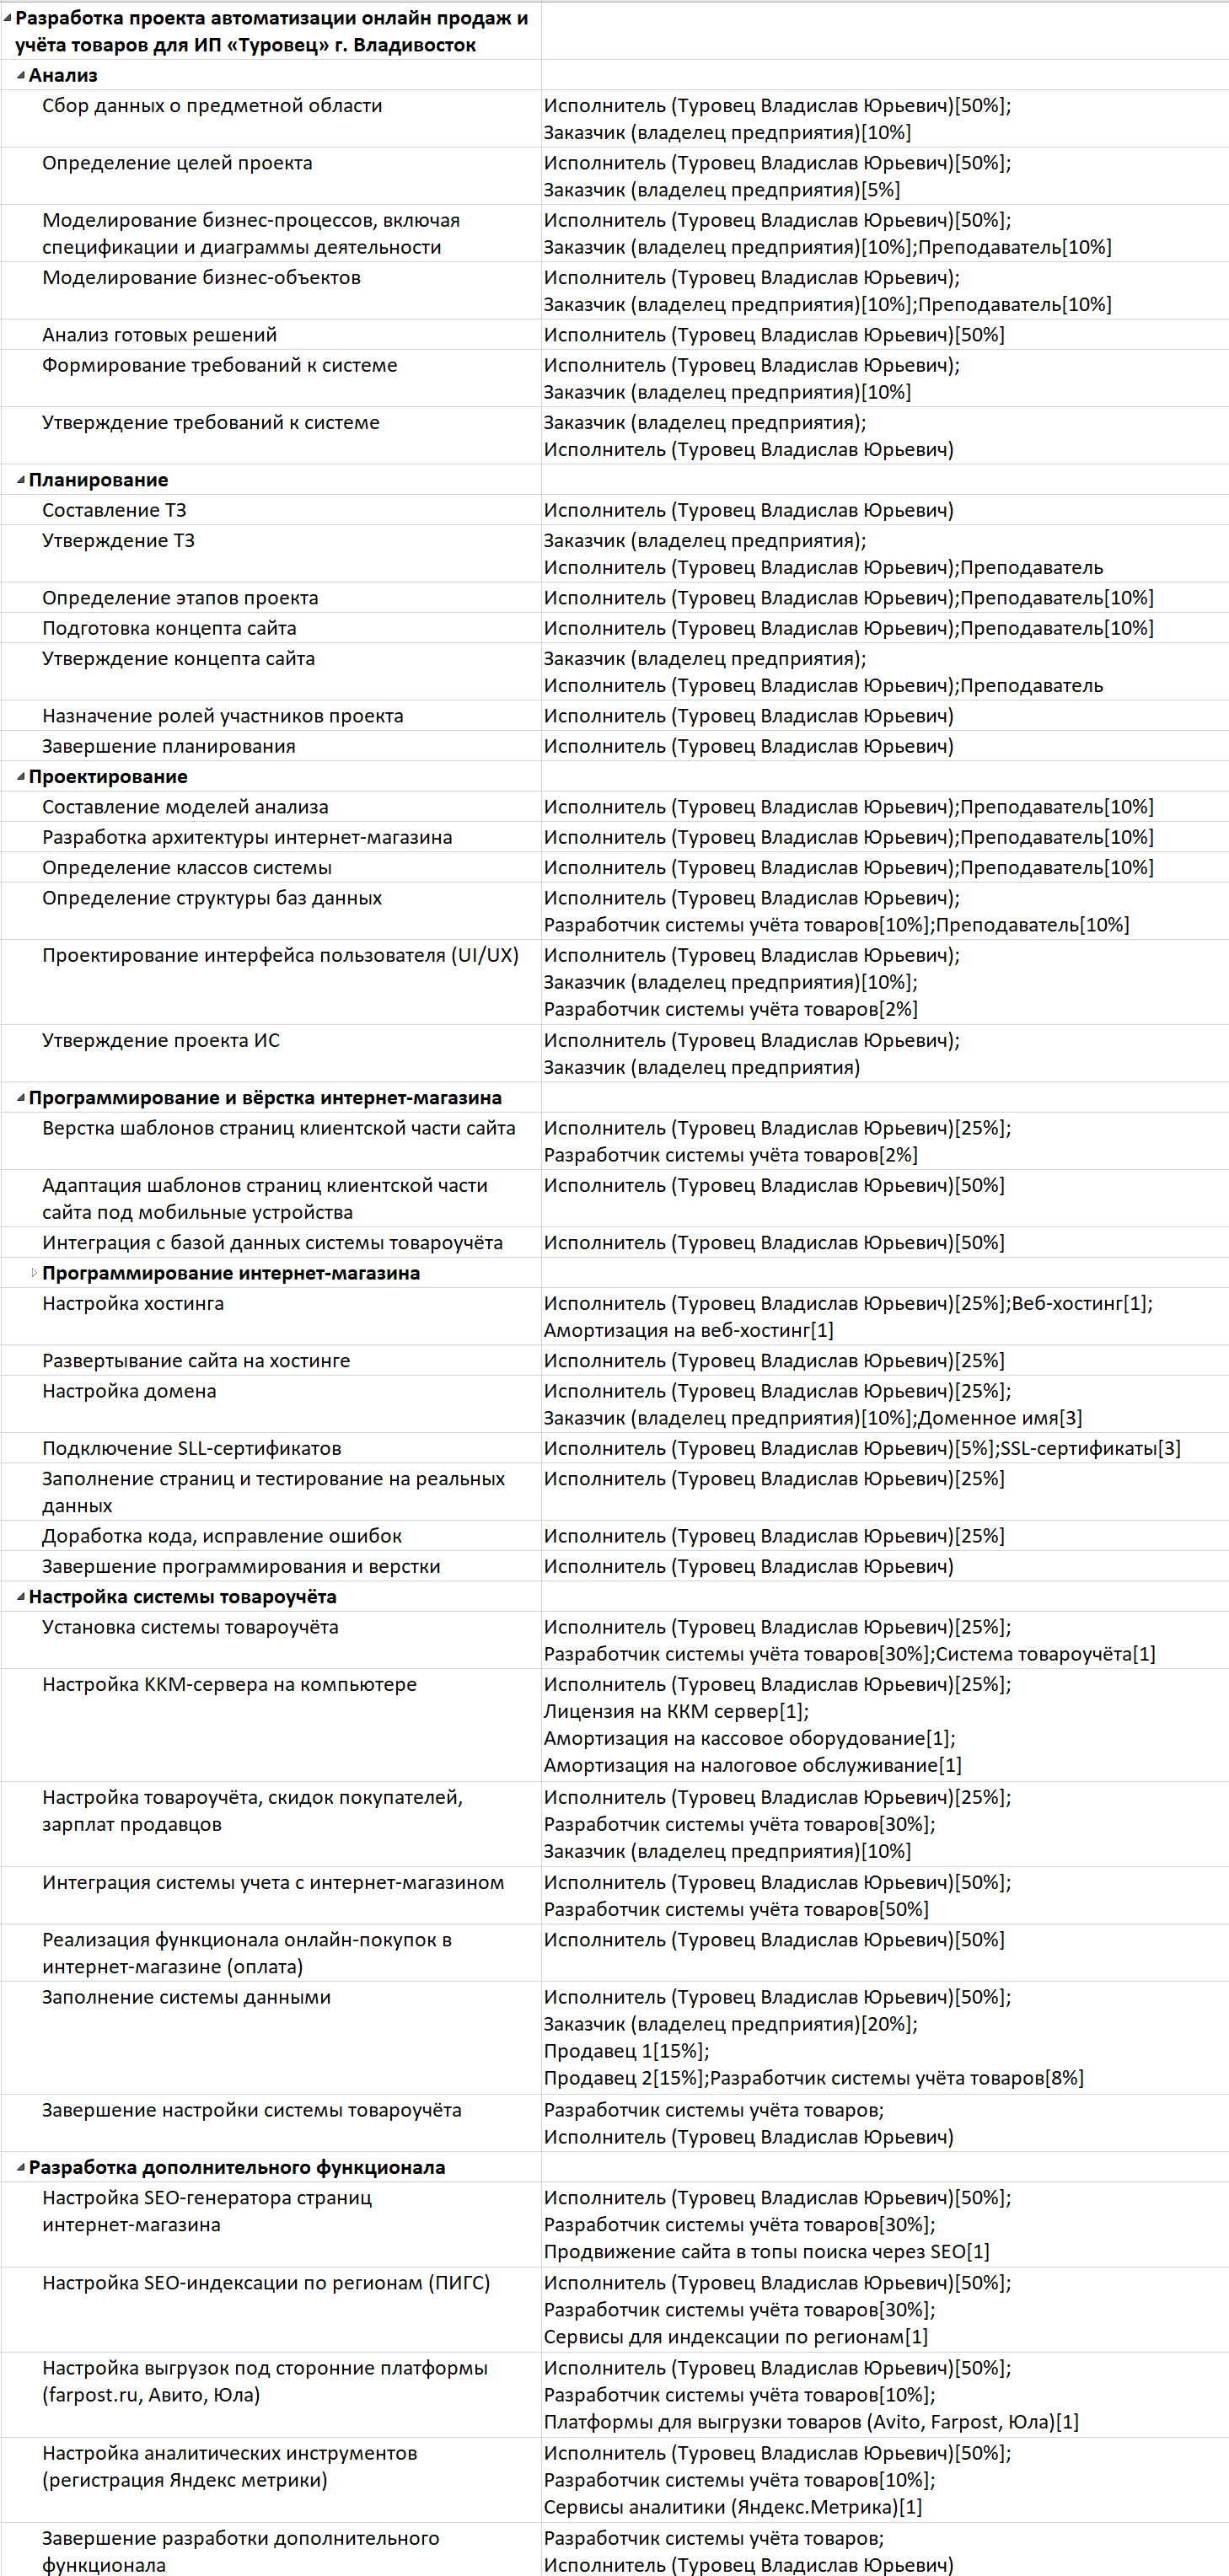 Разработка проекта автоматизации онлайн продаж и
учёта товаров для ИП «Туровец» г. Владивосток
Анализ
Сбор данных о предметной области
Исполнитель (Туровец Владислав Юрьевич)[50%];
Заказчик (владелец предприятия)[10%]
Определение целей проекта
Исполнитель (Туровец Владислав Юрьевич)[50%];
Заказчик (владелец предприятия)[5%]
Моделирование бизнес-процессов, включая
спецификации и диаграммы деятельности
Исполнитель (Туровец Владислав Юрьевич)[50%];
Заказчик (владелец предприятия)[10%];Преподаватель[10%]
Моделирование бизнес-объектов
Исполнитель (Туровец Владислав Юрьевич);
Заказчик (владелец предприятия)[10%];Преподаватель[10%]
Анализ готовых решений
Исполнитель (Туровец Владислав Юрьевич)[50%]
Формирование требований к системе
Исполнитель (Туровец Владислав Юрьевич);
Заказчик (владелец предприятия)[10%]
Утверждение требований к системе
Заказчик (владелец предприятия);
Исполнитель (Туровец Владислав Юрьевич)
Планирование
Составление ТЗ
Исполнитель (Туровец Владислав Юрьевич)
Утверждение ТЗ
Заказчик (владелец предприятия);
Исполнитель (Туровец Владислав Юрьевич);Преподаватель
Определение этапов проекта
Исполнитель (Туровец Владислав Юрьевич);Преподаватель[10%]
Подготовка концепта сайта
Исполнитель (Туровец Владислав Юрьевич);Преподаватель[10%]
Утверждение концепта сайта
Заказчик (владелец предприятия);
Исполнитель (Туровец Владислав Юрьевич);Преподаватель
Назначение ролей участников проекта
Исполнитель (Туровец Владислав Юрьевич)
Завершение планирования
Исполнитель (Туровец Владислав Юрьевич)
Проектирование
Составление моделей анализа
Исполнитель (Туровец Владислав Юрьевич);Преподаватель[10%]
Разработка архитектуры интернет-магазина
Исполнитель (Туровец Владислав Юрьевич);Преподаватель[10%]
Определение классов системы
Исполнитель (Туровец Владислав Юрьевич);Преподаватель[10%]
Определение структуры баз данных
Исполнитель (Туровец Владислав Юрьевич);
Разработчик системы учёта товаров[10%];Преподаватель[10%]
Проектирование интерфейса пользователя (UI/UX)
Исполнитель (Туровец Владислав Юрьевич);
Заказчик (владелец предприятия)[10%];
Разработчик системы учёта товаров[2%]
Утверждение проекта ИС
Исполнитель (Туровец Владислав Юрьевич);
Заказчик (владелец предприятия)
Программирование и вёрстка интернет-магазина
Верстка шаблонов страниц клиентской части сайта
Исполнитель (Туровец Владислав Юрьевич)[25%];
Разработчик системы учёта товаров[2%]
Адаптация шаблонов страниц клиентской части
сайта под мобильные устройства
Исполнитель (Туровец Владислав Юрьевич)[50%]
Интеграция с базой данных системы товароучёта
Исполнитель (Туровец Владислав Юрьевич)[50%]
Программирование интернет-магазина
Настройка хостинга
Исполнитель (Туровец Владислав Юрьевич)[25%];Веб-хостинг[1];
Амортизация на веб-хостинг[1]
Развертывание сайта на хостинге
Исполнитель (Туровец Владислав Юрьевич)[25%]
Настройка домена
Исполнитель (Туровец Владислав Юрьевич)[25%];
Заказчик (владелец предприятия)[10%];Доменное имя[3]
Подключение SLL-сертификатов
Исполнитель (Туровец Владислав Юрьевич)[5%];SSL-сертификаты[3]
Заполнение страниц и тестирование на реальных
данных
Исполнитель (Туровец Владислав Юрьевич)[25%]
Доработка кода, исправление ошибок
Исполнитель (Туровец Владислав Юрьевич)[25%]
Завершение программирования и верстки
Исполнитель (Туровец Владислав Юрьевич)
Настройка системы товароучёта
Установка системы товароучёта
Исполнитель (Туровец Владислав Юрьевич)[25%];
Разработчик системы учёта товаров[30%];Система товароучёта[1]
Настройка ККМ-сервера на компьютере
Исполнитель (Туровец Владислав Юрьевич)[25%];
Лицензия на ККМ сервер[1];
Амортизация на кассовое оборудование[1];
Амортизация на налоговое обслуживание[1]
Настройка товароучёта, скидок покупателей,
зарплат продавцов
Исполнитель (Туровец Владислав Юрьевич)[25%];
Разработчик системы учёта товаров[30%];
Заказчик (владелец предприятия)[10%]
Интеграция системы учета с интернет-магазином
Исполнитель (Туровец Владислав Юрьевич)[50%];
Разработчик системы учёта товаров[50%]
Реализация функционала онлайн-покупок в
интернет-магазине (оплата)
Исполнитель (Туровец Владислав Юрьевич)[50%]
Заполнение системы данными
Исполнитель (Туровец Владислав Юрьевич)[50%];
Заказчик (владелец предприятия)[20%];
Продавец 1[15%];
Продавец 2[15%];Разработчик системы учёта товаров[8%]
Завершение настройки системы товароучёта
Разработчик системы учёта товаров;
Исполнитель (Туровец Владислав Юрьевич)
Разработка дополнительного функционала
Настройка SEO-генератора страниц
интернет-магазина
Исполнитель (Туровец Владислав Юрьевич)[50%];
Разработчик системы учёта товаров[30%];
Продвижение сайта в топы поиска через SEO[1]
Настройка SEO-индексации по регионам (ПИГС)
Исполнитель (Туровец Владислав Юрьевич)[50%];
Разработчик системы учёта товаров[30%];
Сервисы для индексации по регионам[1]
Настройка выгрузок под сторонние платформы
(farpost.ru, Авито, Юла)
Исполнитель (Туровец Владислав Юрьевич)[50%];
Разработчик системы учёта товаров[10%];
Платформы для выгрузки товаров (Avito, Farpost, Юла)[1]
Настройка аналитических инструментов
(регистрация Яндекс метрики)
Исполнитель (Туровец Владислав Юрьевич)[50%];
Разработчик системы учёта товаров[10%];
Сервисы аналитики (Яндекс.Метрика)[1]
Завершение разработки дополнительного
функционала
Разработчик системы учёта товаров;
Исполнитель (Туровец Владислав Юрьевич)